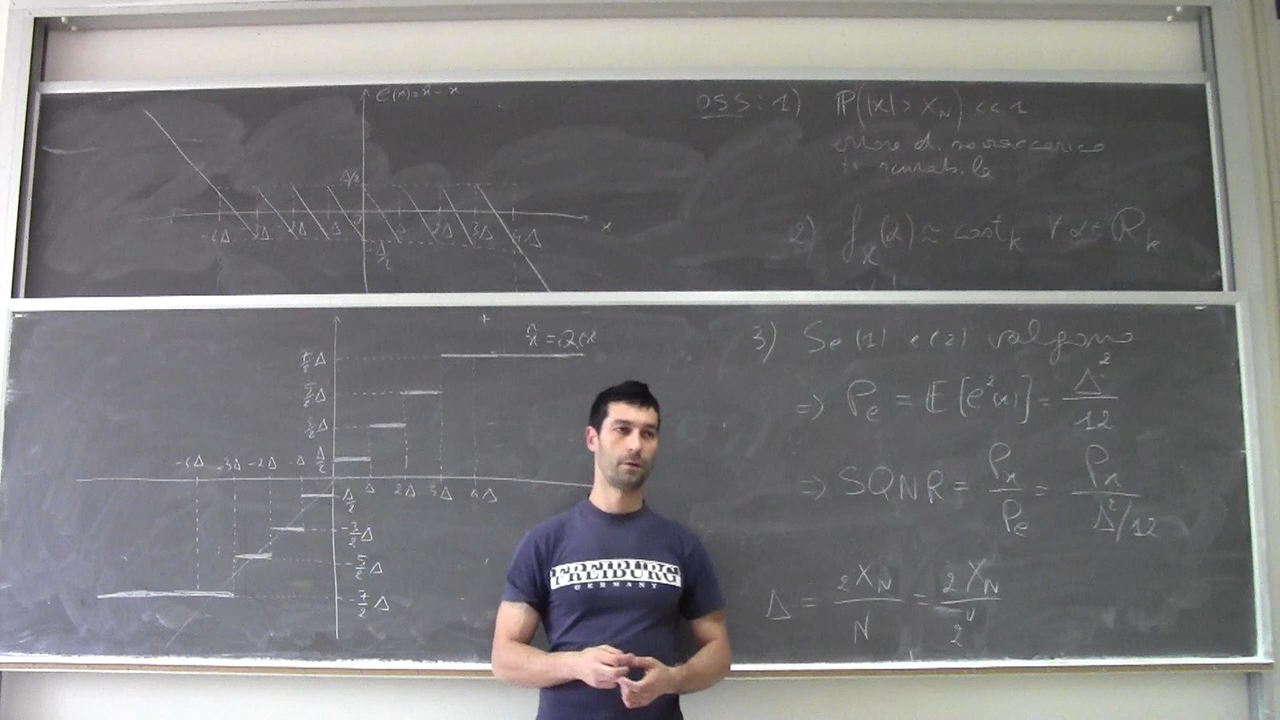 e(x)=x̂-x
Δ/2
x
-4Δ -3Δ -2Δ -Δ Δ 2Δ 3Δ 4Δ
-Δ/2
OSS: 1) P(|x|>X_N) << 1
errore di sovraccarico
trascurabile
2) f_x(α) ≈ cost_k ∀ α ∈ R_k
x̂ =
7/2 Δ
5/2 Δ
3/2 Δ
Δ/2
-4Δ -3Δ -2Δ -Δ
Δ 2Δ 3Δ 4Δ
-Δ/2
-3/2 Δ
-5/2 Δ
-7/2 Δ
3) Se (1) e (2) valgono
=> P_e = E[e²(x)] = Δ²/12
=> SQNR = P_x/P_e = P_x/(Δ²/12)
Δ = 2X_N/N = 2X_N/2^ν
FREIBURG
GERMANY